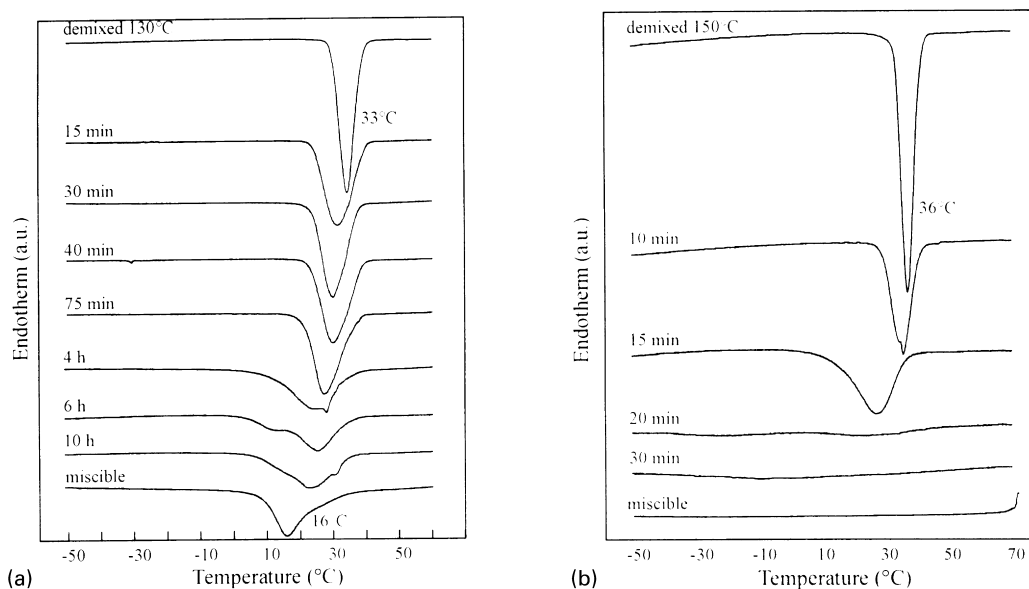 demixed 130°C
33°C
15 min
30 min
40 min
75 min
4 h
6 h
10 h
miscible
16°C
Endotherm (a.u.)
-50 -30 -10 10 30 50
Temperature (°C)
(a)
demixed 150°C
36°C
10 min
15 min
20 min
30 min
miscible
Endotherm (a.u.)
-50 -30 -10 10 30 50 70
Temperature (°C)
(b)